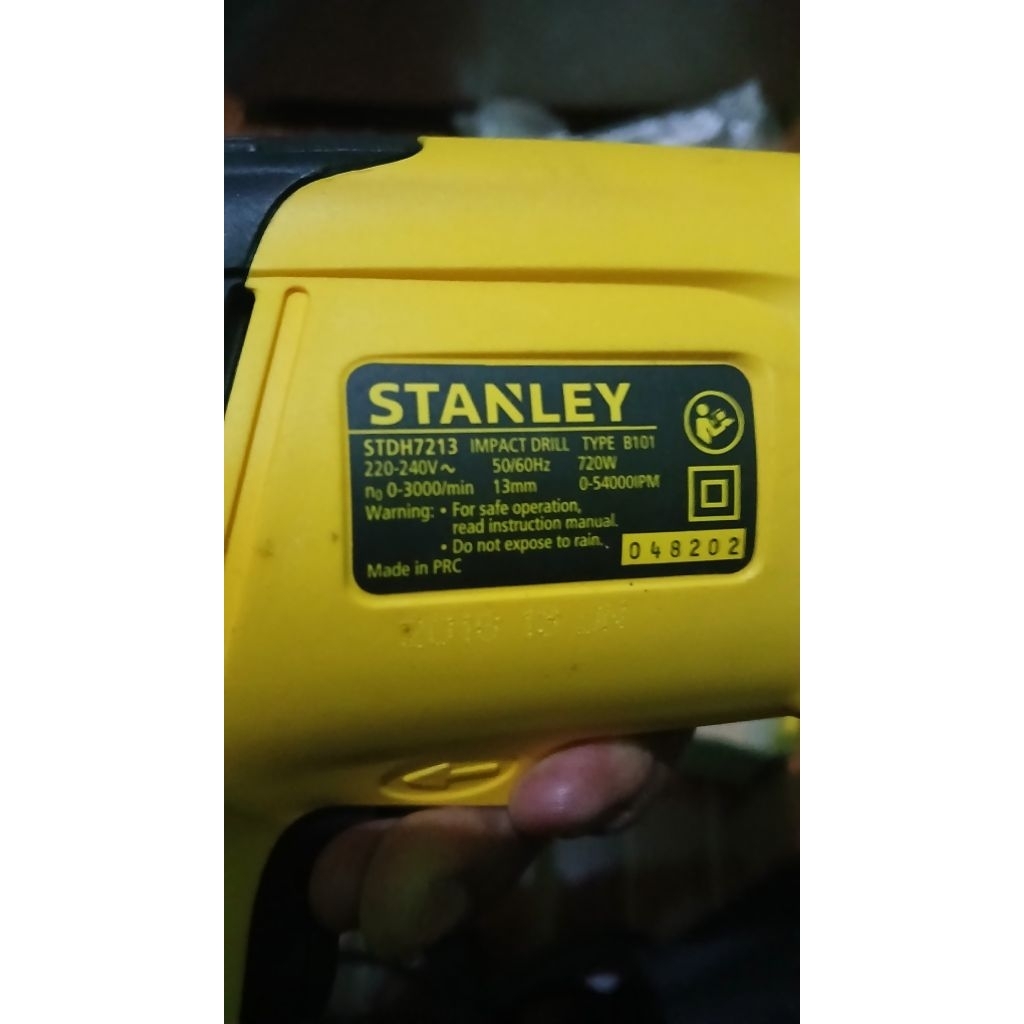 STANLEY
STDH7213 IMPACT DRILL TYPE B101
220-240V~ 50/60Hz 720W
n₀ 0-3000/min 13mm 0-54000IPM
Warning: • For safe operation,
read instruction manual.
• Do not expose to rain.
048202
Made in PRC